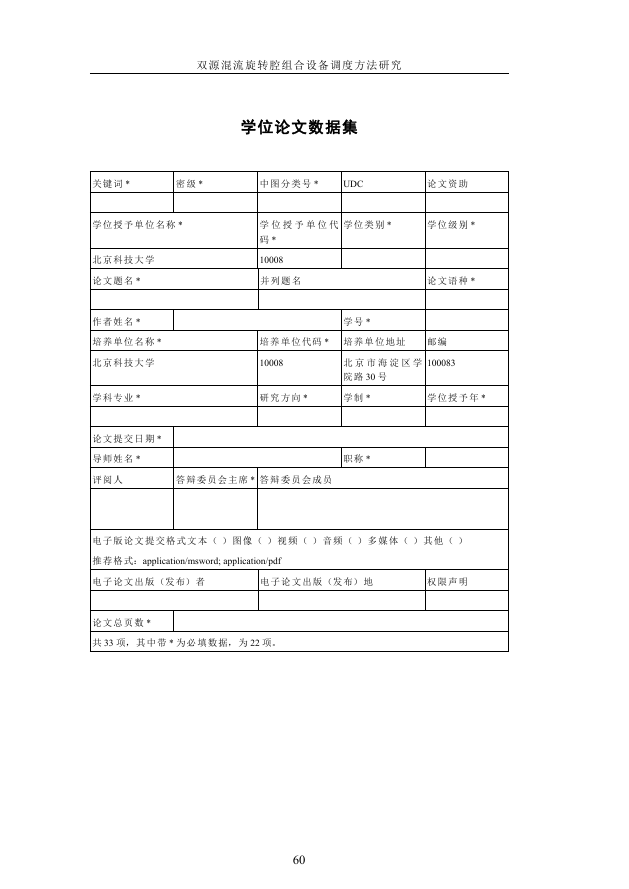 双源混流旋转腔组合设备调度方法研究
学位论文数据集
关键词* 密级* 中图分类号* UDC 论文资助
学位授予单位名称* 学位授予单位代码* 学位类别* 学位级别*
北京科技大学 10008
论文题名* 并列题名 论文语种*
作者姓名* 学号*
培养单位名称* 培养单位代码* 培养单位地址 邮编
北京科技大学 10008 北京市海淀区学院路30号 100083
学科专业* 研究方向* 学制* 学位授予年*
论文提交日期*
导师姓名* 职称*
评阅人 答辩委员会主席* 答辩委员会成员
电子版论文提交格式文本（ ）图像（ ）视频（ ）音频（ ）多媒体（ ）其他（ ）
推荐格式：application/msword; application/pdf
电子论文出版（发布）者 电子论文出版（发布）地 权限声明
论文总页数*
共33项，其中带*为必填数据，为22项。
60